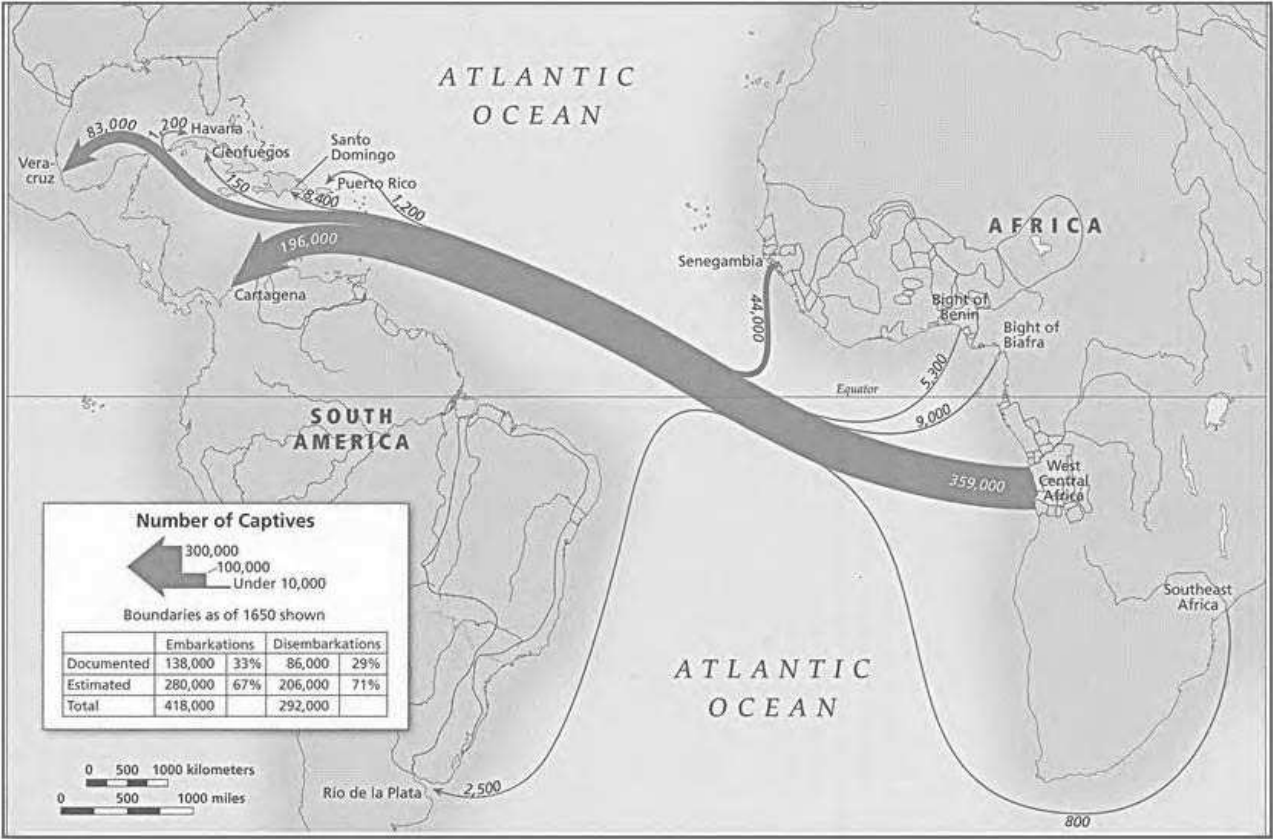 ATLANTIC
OCEAN
83,000
200
Havana
Cienfuegos
Santo
Domingo
Vera-
cruz
150
8,400
Puerto Rico
1,200
196,000
Cartagena
AFRICA
Senegambia
44,000
Bight of
Benin
Bight of
Biafra
5,300
9,000
Equator
SOUTH
AMERICA
359,000
West
Central
Africa
Southeast
Africa
Number of Captives
300,000
100,000
Under 10,000
Boundaries as of 1650 shown
Embarkations Disembarkations
Documented 138,000 33% 86,000 29%
Estimated 280,000 67% 206,000 71%
Total 418,000 292,000
ATLANTIC
OCEAN
0 500 1000 kilometers
0 500 1000 miles
Río de la Plata
2,500
800